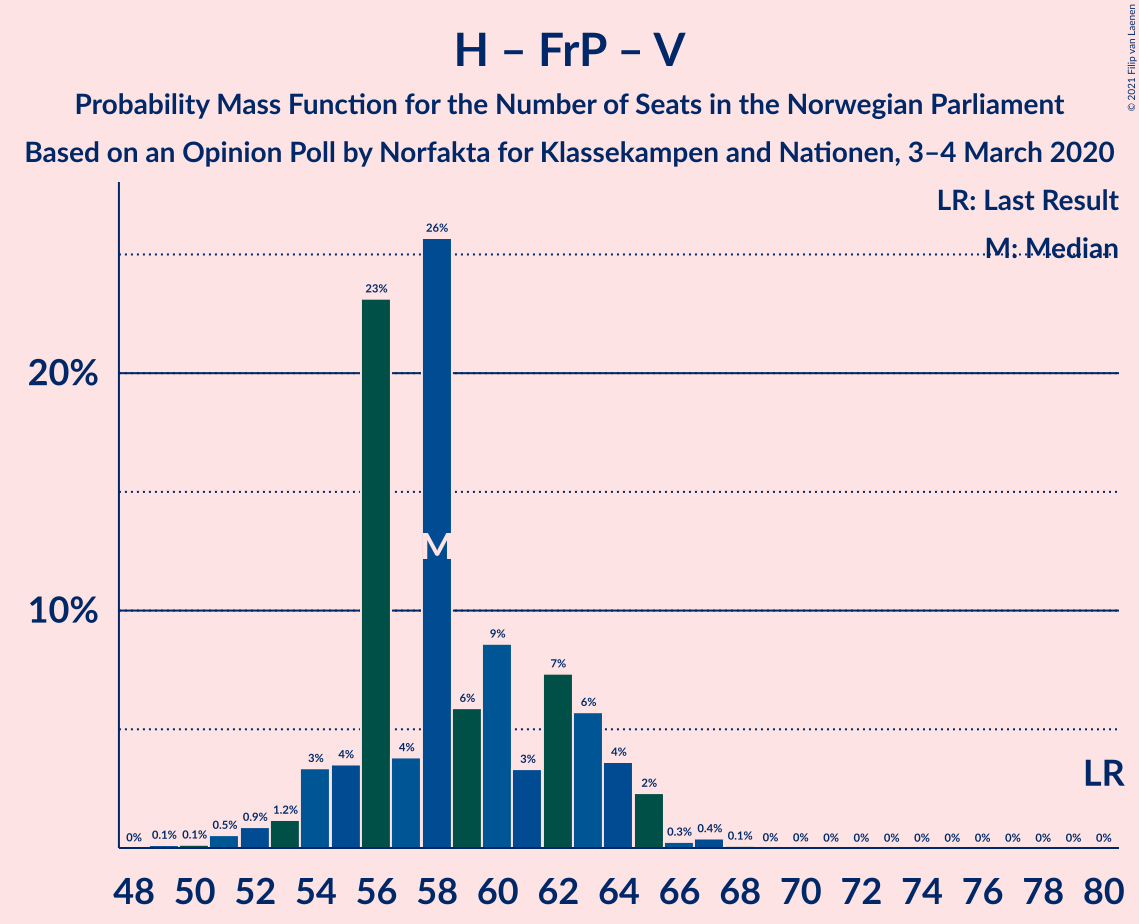 H – FrP – V
Probability Mass Function for the Number of Seats in the Norwegian Parliament
Based on an Opinion Poll by Norfakta for Klassekampen and Nationen, 3–4 March 2020
© 2021 Filip van Laenen
LR: Last Result
M: Median
20%
10%
0% 0.1% 0.1% 0.5% 0.9% 1.2% 3% 4% 23% 4% 26% 6% 9% 3% 7% 6% 4% 2% 0.3% 0.4% 0.1% 0% 0% 0% 0% 0% 0% 0% 0% 0% 0% 0% 0%
M
LR
48 50 52 54 56 58 60 62 64 66 68 70 72 74 76 78 80